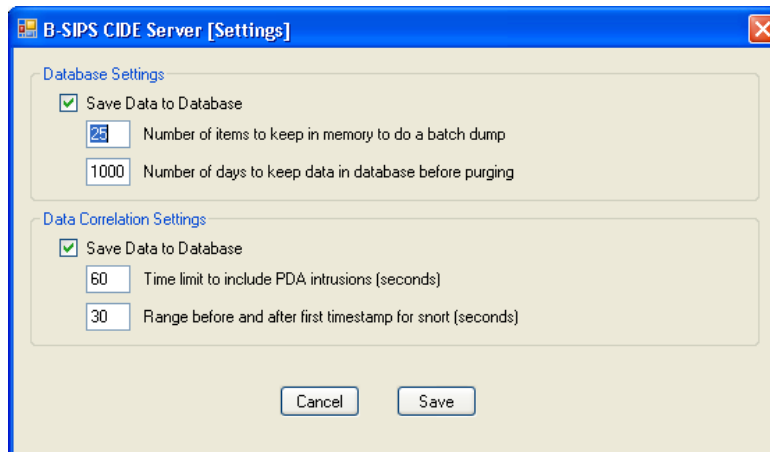 B-SIPS CIDE Server [Settings]
Database Settings
Save Data to Database
25 Number of items to keep in memory to do a batch dump
1000 Number of days to keep data in database before purging
Data Correlation Settings
Save Data to Database
60 Time limit to include PDA intrusions (seconds)
30 Range before and after first timestamp for snort (seconds)
Cancel Save